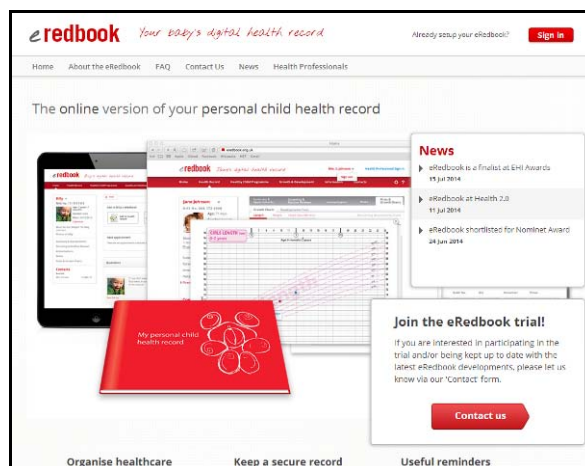 eredbook Your baby's digital health record Already setup your eRedbook? Sign in
Home About the eRedbook FAQ Contact Us News Health Professionals
The online version of your personal child health record
News
eRedbook is a finalist at EHI Awards
15 Jul 2014
eRedbook at Health 2.0
11 Jul 2014
eRedbook shortlisted for Nominet Award
24 Jun 2014
eredbook
My personal child
health record
Join the eRedbook trial!
If you are interested in participating in the
trial and/or being kept up to date with the
latest eRedbook developments, please let us
know via our 'Contact' form.
Contact us
Organise healthcare Keep a secure record Useful reminders